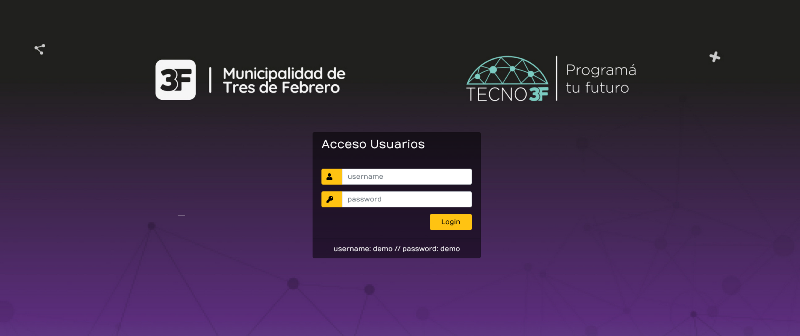 3F
Municipalidad de
Tres de Febrero
TECNO3F
Programá
tu futuro
Acceso Usuarios
username
password
Login
username: demo // password: demo